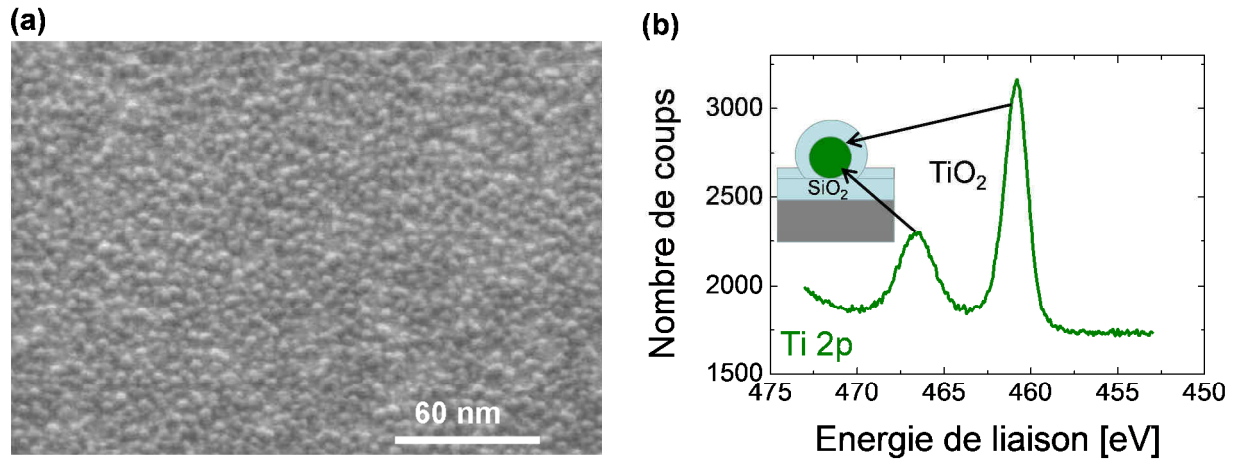 (a)
60 nm
(b)
Nombre de coups
3000
2500
2000
1500
TiO₂
SiO₂
Ti 2p
475 470 465 460 455 450
Energie de liaison [eV]